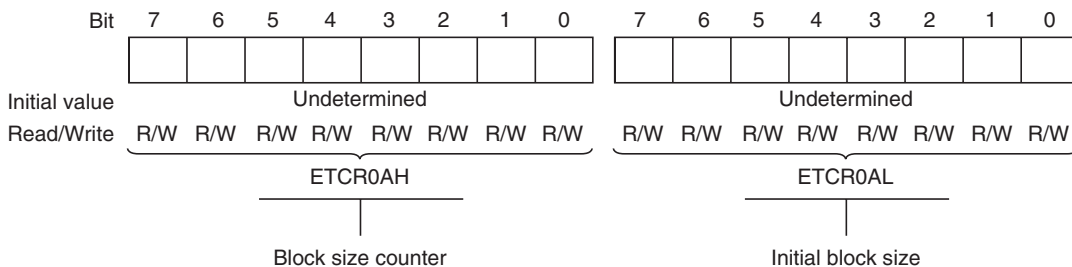 Bit 7 6 5 4 3 2 1 0 7 6 5 4 3 2 1 0
Initial value Undetermined Undetermined
Read/Write R/W R/W R/W R/W R/W R/W R/W R/W R/W R/W R/W R/W R/W R/W R/W R/W
ETCR0AH ETCR0AL
Block size counter Initial block size